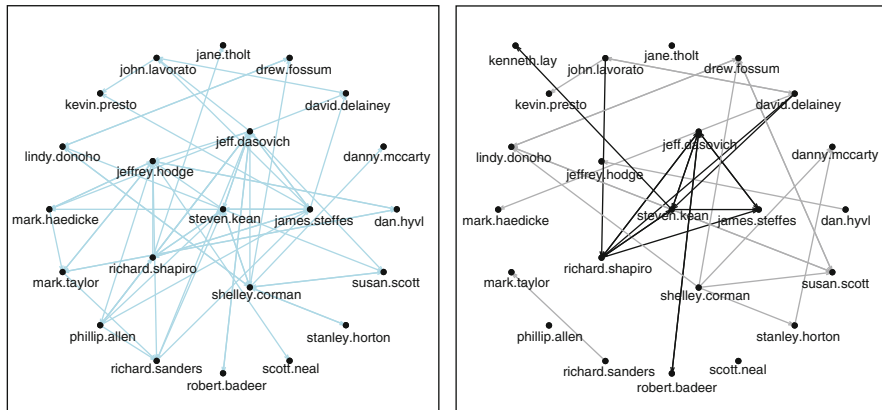 jane.tholt
john.lavorato
drew.fossum
kevin.presto
david.delainey
jeff.dasovich
lindy.donoho
danny.mccarty
jeffrey.hodge
mark.haedicke
steven.kean
james.steffes
dan.hyvl
richard.shapiro
mark.taylor
susan.scott
shelley.corman
phillip.allen
stanley.horton
richard.sanders
scott.neal
robert.badeer
kenneth.lay
jane.tholt
john.lavorato
drew.fossum
kevin.presto
david.delainey
jeff.dasovich
lindy.donoho
danny.mccarty
jeffrey.hodge
mark.haedicke
steven.kean
james.steffes
dan.hyvl
richard.shapiro
mark.taylor
susan.scott
shelley.corman
phillip.allen
stanley.horton
richard.sanders
scott.neal
robert.badeer